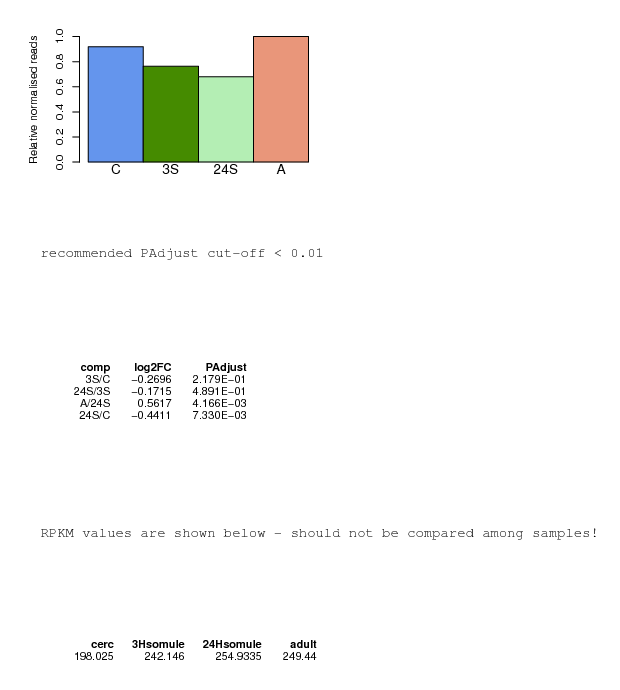 Relative normalised reads
1.0
0.8
0.6
0.4
0.2
0.0
C 3S 24S A
recommended PAdjust cut-off < 0.01
comp log2FC PAdjust
3S/C −0.2696 2.179E−01
24S/3S −0.1715 4.891E−01
A/24S 0.5617 4.166E−03
24S/C −0.4411 7.330E−03
RPKM values are shown below - should not be compared among samples!
cerc 3Hsomule 24Hsomule adult
198.025 242.146 254.9335 249.44